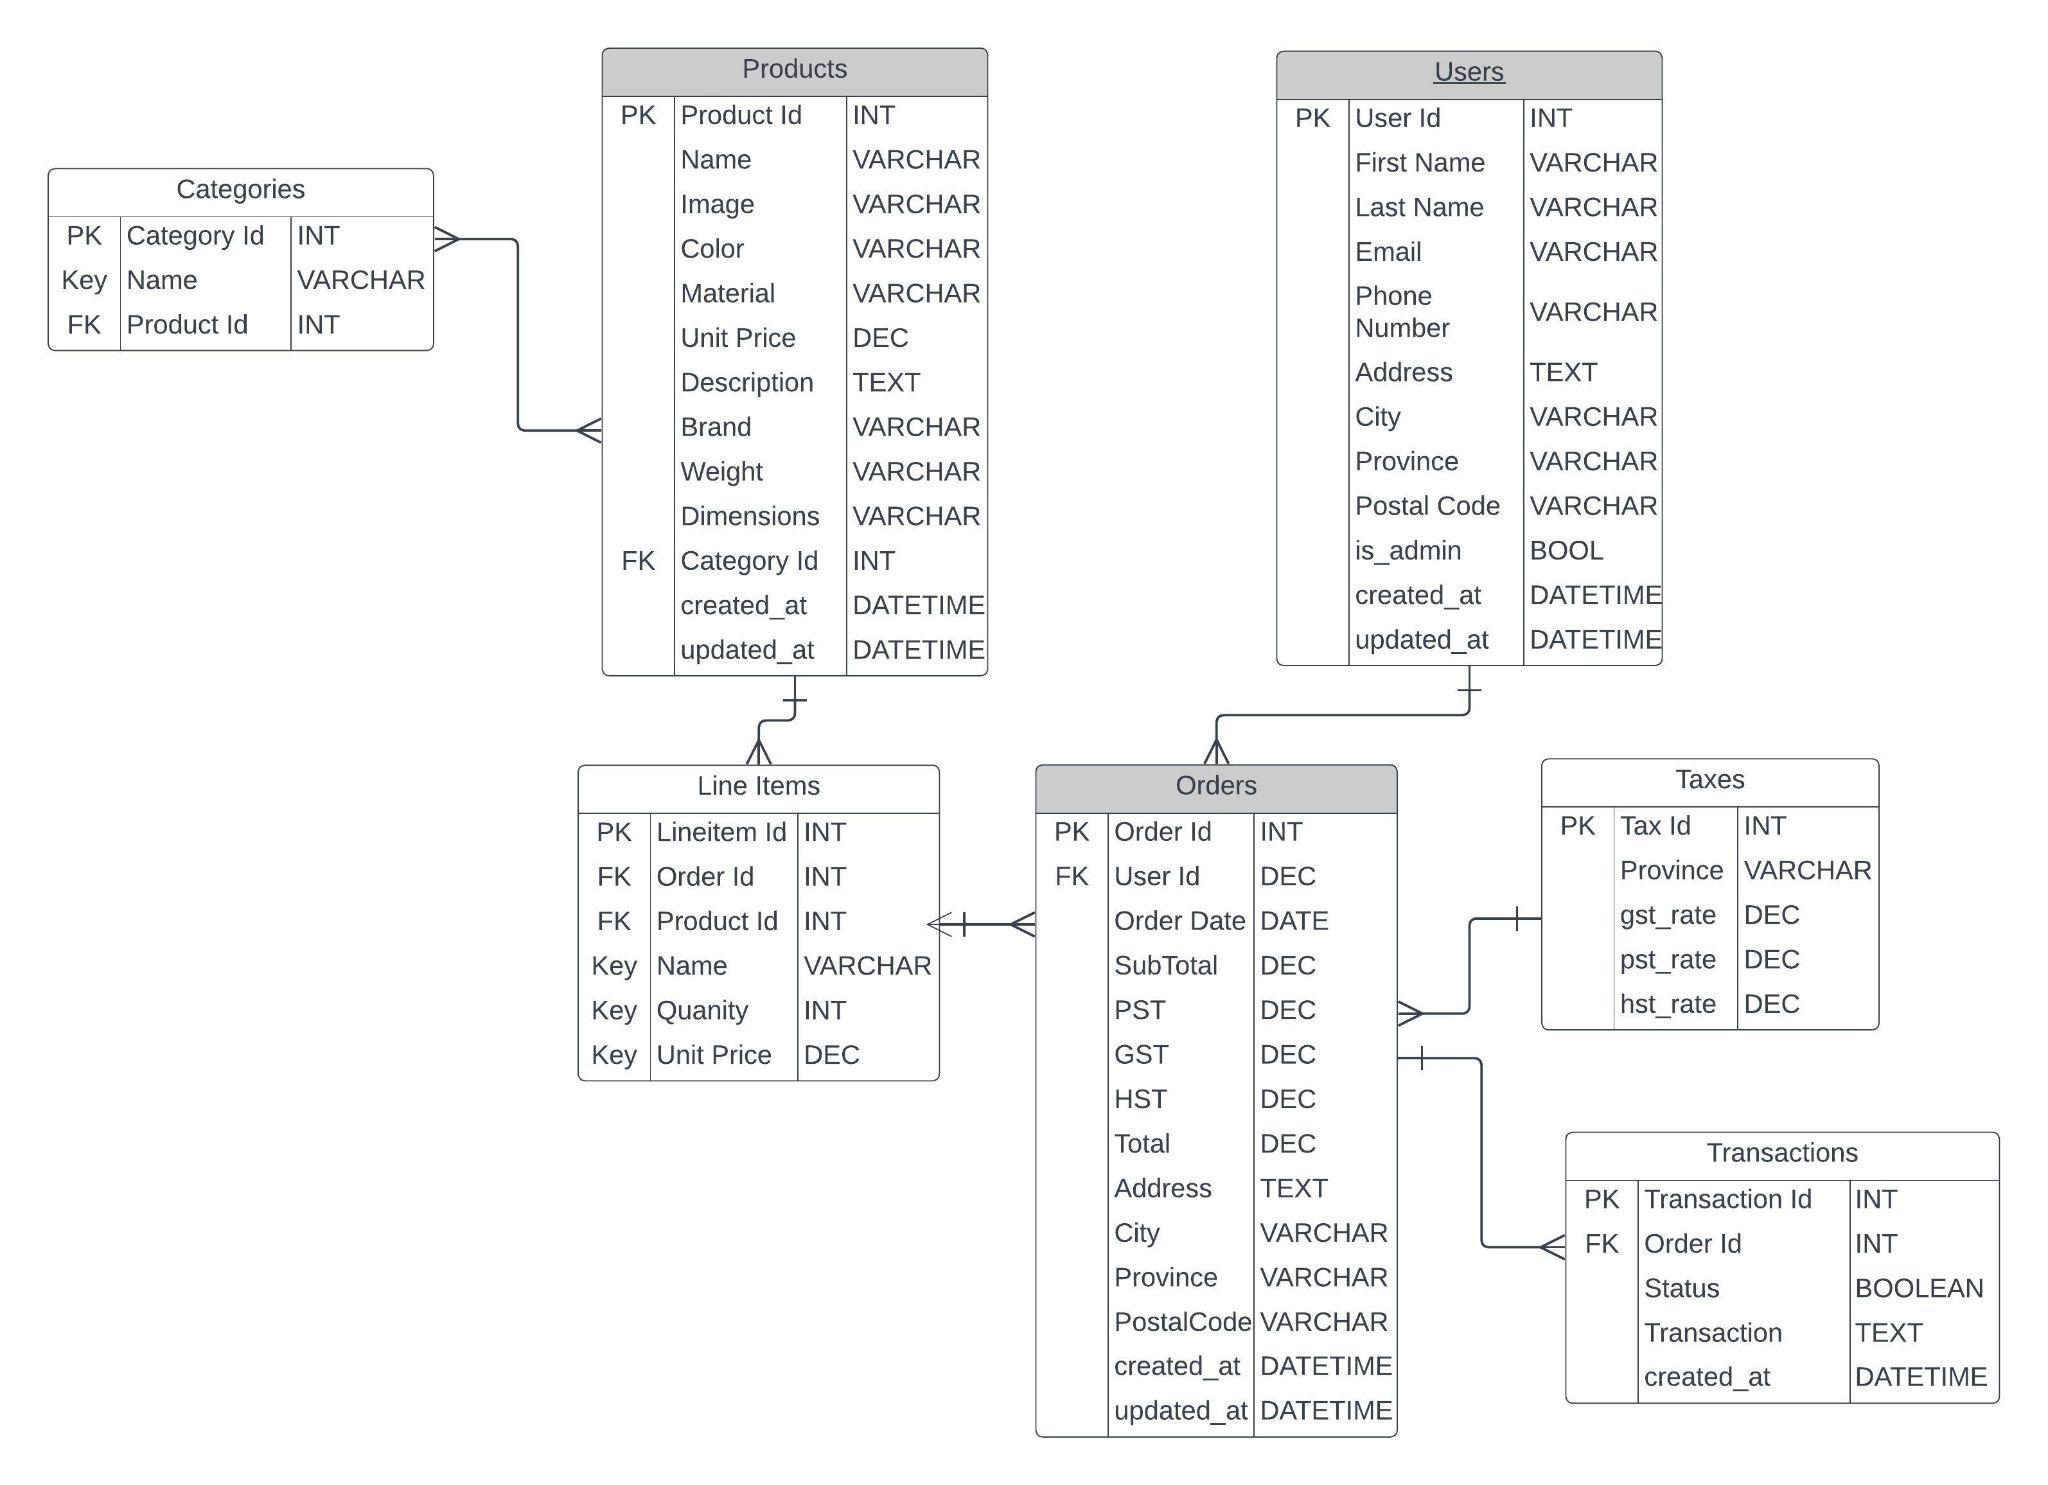 Products
PK Product Id INT
Name VARCHAR
Image VARCHAR
Color VARCHAR
Material VARCHAR
Unit Price DEC
Description TEXT
Brand VARCHAR
Weight VARCHAR
Dimensions VARCHAR
FK Category Id INT
created_at DATETIME
updated_at DATETIME
Users
PK User Id INT
First Name VARCHAR
Last Name VARCHAR
Email VARCHAR
Phone
Number VARCHAR
Address TEXT
City VARCHAR
Province VARCHAR
Postal Code VARCHAR
is_admin BOOL
created_at DATETIME
updated_at DATETIME
Categories
PK Category Id INT
Key Name VARCHAR
FK Product Id INT
Line Items
PK Lineitem Id INT
FK Order Id INT
FK Product Id INT
Key Name VARCHAR
Key Quanity INT
Key Unit Price DEC
Orders
PK Order Id INT
FK User Id DEC
Order Date DATE
SubTotal DEC
PST DEC
GST DEC
HST DEC
Total DEC
Address TEXT
City VARCHAR
Province VARCHAR
PostalCode VARCHAR
created_at DATETIME
updated_at DATETIME
Taxes
PK Tax Id INT
Province VARCHAR
gst_rate DEC
pst_rate DEC
hst_rate DEC
Transactions
PK Transaction Id INT
FK Order Id INT
Status BOOLEAN
Transaction TEXT
created_at DATETIME